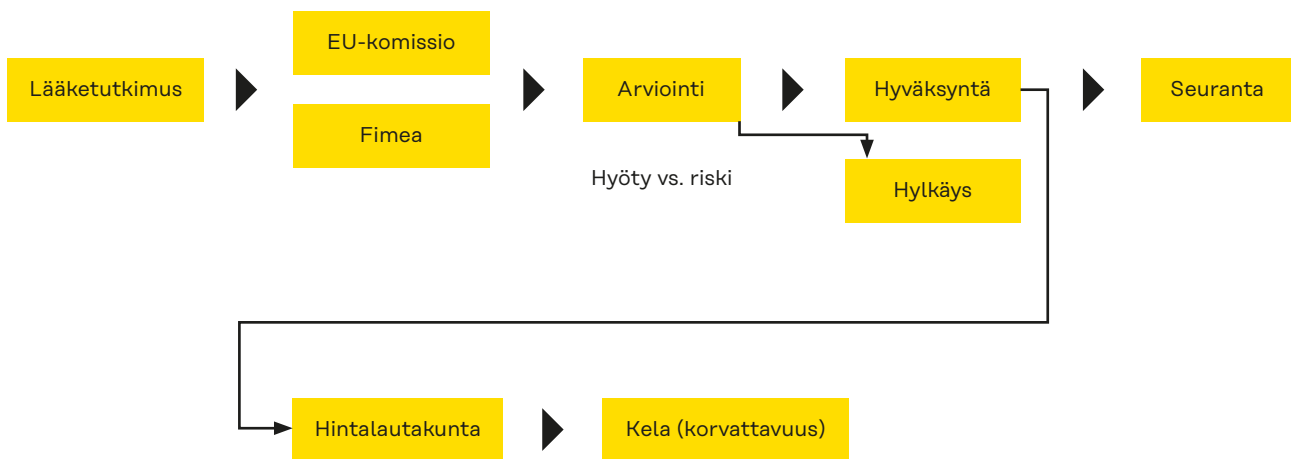 Lääketutkimus
EU-komissio
Fimea
Arviointi
Hyöty vs. riski
Hyväksyntä
Hylkäys
Seuranta
Hintalautakunta
Kela (korvattavuus)